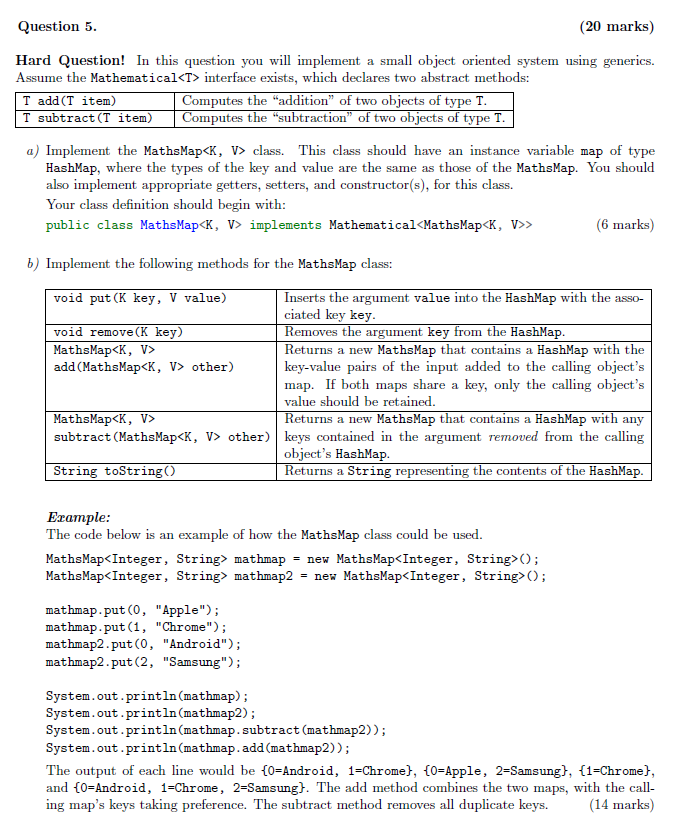 Question 5. (20 marks)
Hard Question! In this question you will implement a small object oriented system using generics.
Assume the Mathematical<T> interface exists, which declares two abstract methods:
T add(T item) Computes the “addition” of two objects of type T.
T subtract(T item) Computes the “subtraction” of two objects of type T.
a) Implement the MathsMap<K, V> class. This class should have an instance variable map of type
HashMap, where the types of the key and value are the same as those of the MathsMap. You should
also implement appropriate getters, setters, and constructor(s), for this class.
Your class definition should begin with:
public class MathsMap<K, V> implements Mathematical<MathsMap<K, V>> (6 marks)
b) Implement the following methods for the MathsMap class:
void put(K key, V value) Inserts the argument value into the HashMap with the asso-
ciated key key.
void remove(K key) Removes the argument key from the HashMap.
MathsMap<K, V> Returns a new MathsMap that contains a HashMap with the
add(MathsMap<K, V> other) key-value pairs of the input added to the calling object’s
map. If both maps share a key, only the calling object’s
value should be retained.
MathsMap<K, V> Returns a new MathsMap that contains a HashMap with any
subtract(MathsMap<K, V> other) keys contained in the argument removed from the calling
object’s HashMap.
String toString() Returns a String representing the contents of the HashMap.
Example:
The code below is an example of how the MathsMap class could be used.
MathsMap<Integer, String> mathmap = new MathsMap<Integer, String>();
MathsMap<Integer, String> mathmap2 = new MathsMap<Integer, String>();
mathmap.put(0, "Apple");
mathmap.put(1, "Chrome");
mathmap2.put(0, "Android");
mathmap2.put(2, "Samsung");
System.out.println(mathmap);
System.out.println(mathmap2);
System.out.println(mathmap.subtract(mathmap2));
System.out.println(mathmap.add(mathmap2));
The output of each line would be {0=Android, 1=Chrome}, {0=Apple, 2=Samsung}, {1=Chrome},
and {0=Android, 1=Chrome, 2=Samsung}. The add method combines the two maps, with the call-
ing map’s keys taking preference. The subtract method removes all duplicate keys. (14 marks)